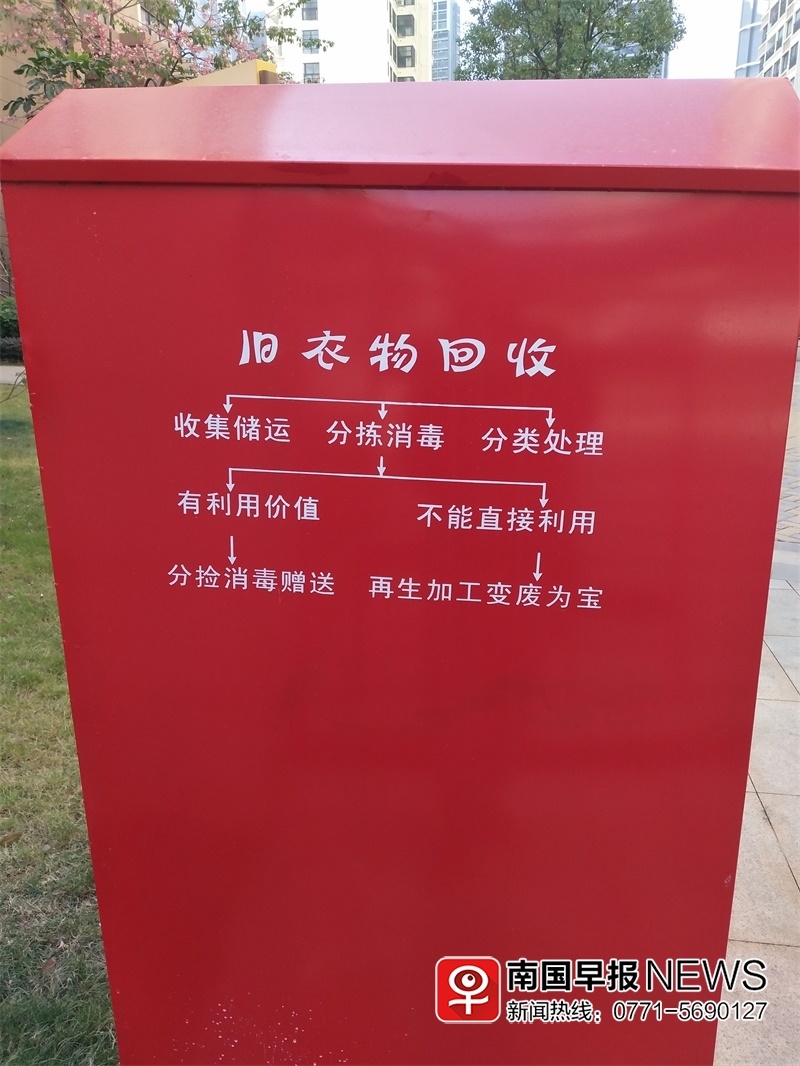 旧衣物回收
收集储运 分拣消毒 分类处理
有利用价值 不能直接利用
分捡消毒赠送 再生加工变废为宝
南国早报NEWS
新闻热线：0771-5690127